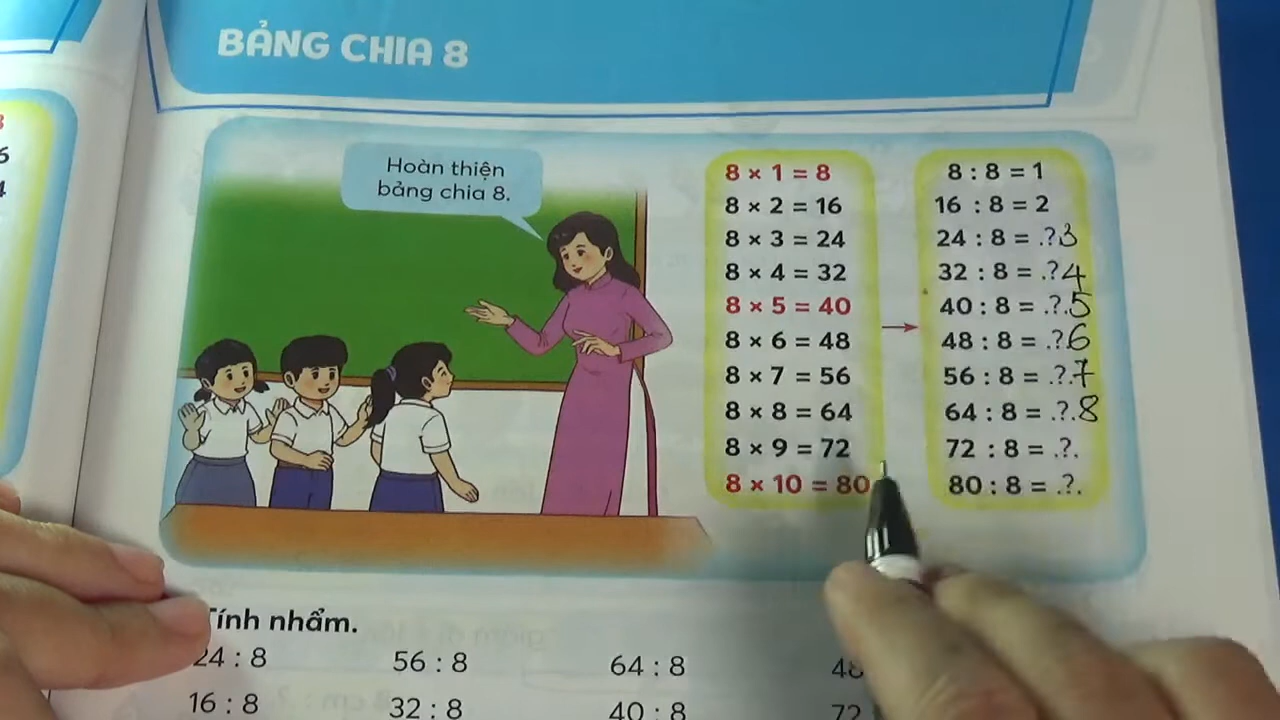 BẢNG CHIA 8
Hoàn thiện
bảng chia 8.
8 × 1 = 8
8 × 2 = 16
8 × 3 = 24
8 × 4 = 32
8 × 5 = 40
8 × 6 = 48
8 × 7 = 56
8 × 8 = 64
8 × 9 = 72
8 × 10 = 80
8 : 8 = 1
16 : 8 = 2
24 : 8 = .?3
32 : 8 = .?4
40 : 8 = .?.5
48 : 8 = .?6
56 : 8 = .?.7
64 : 8 = .?.8
72 : 8 = .?.
80 : 8 = .?.
Tính nhẩm.
24 : 8 56 : 8 64 : 8 48
16 : 8 32 : 8 40 : 8 72